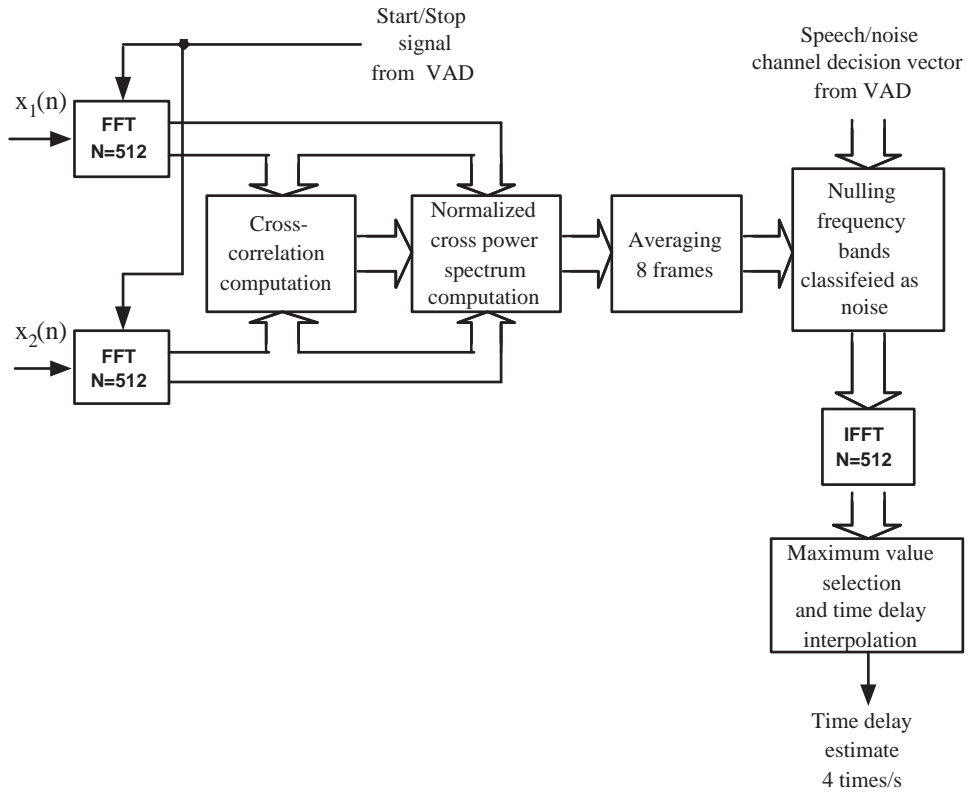 Start/Stop
signal
from VAD
Speech/noise
channel decision vector
from VAD
x1(n)
FFT
N=512
Cross-
correlation
computation
Normalized
cross power
spectrum
computation
Averaging
8 frames
Nulling
frequency
bands
classifeied as
noise
x2(n)
FFT
N=512
IFFT
N=512
Maximum value
selection
and time delay
interpolation
Time delay
estimate
4 times/s